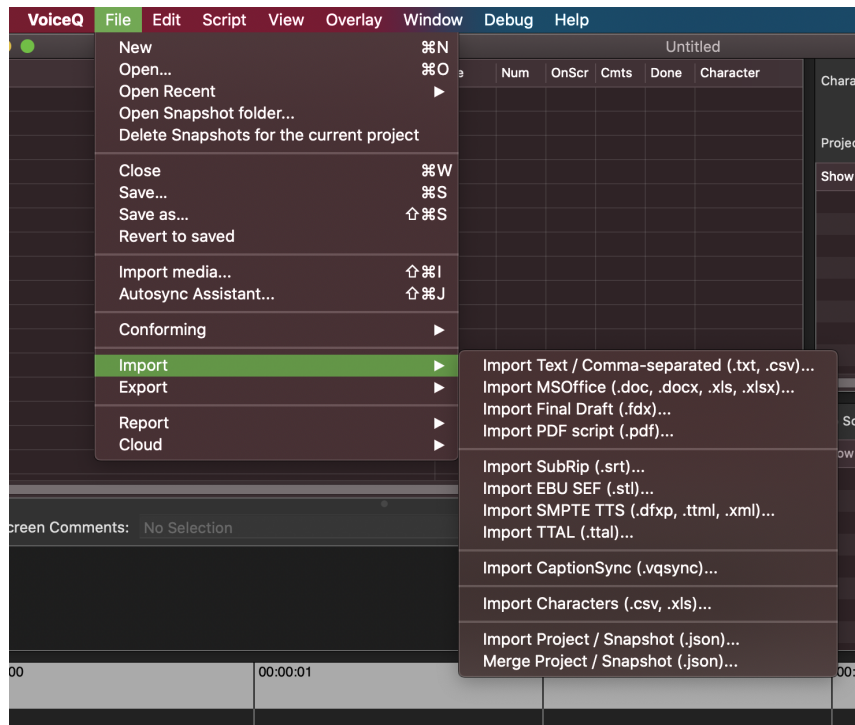 VoiceQ File Edit Script View Overlay Window Debug Help
Untitled
New ⌘N
Open... ⌘O
Open Recent ▶
Open Snapshot folder...
Delete Snapshots for the current project
Close ⌘W
Save... ⌘S
Save as... ⇧⌘S
Revert to saved
Import media... ⇧⌘I
Autosync Assistant... ⇧⌘J
Conforming ▶
Import ▶
Export ▶
Report ▶
Cloud ▶
Num OnScr Cmts Done Character
Chara
Projec
Show
Import Text / Comma-separated (.txt, .csv)...
Import MSOffice (.doc, .docx, .xls, .xlsx)...
Import Final Draft (.fdx)...
Import PDF script (.pdf)...
Import SubRip (.srt)...
Import EBU SEF (.stl)...
Import SMPTE TTS (.dfxp, .ttml, .xml)...
Import TTAL (.ttal)...
Import CaptionSync (.vqsync)...
Import Characters (.csv, .xls)...
Import Project / Snapshot (.json)...
Merge Project / Snapshot (.json)...
creen Comments: No Selection
00 00:00:01 00: